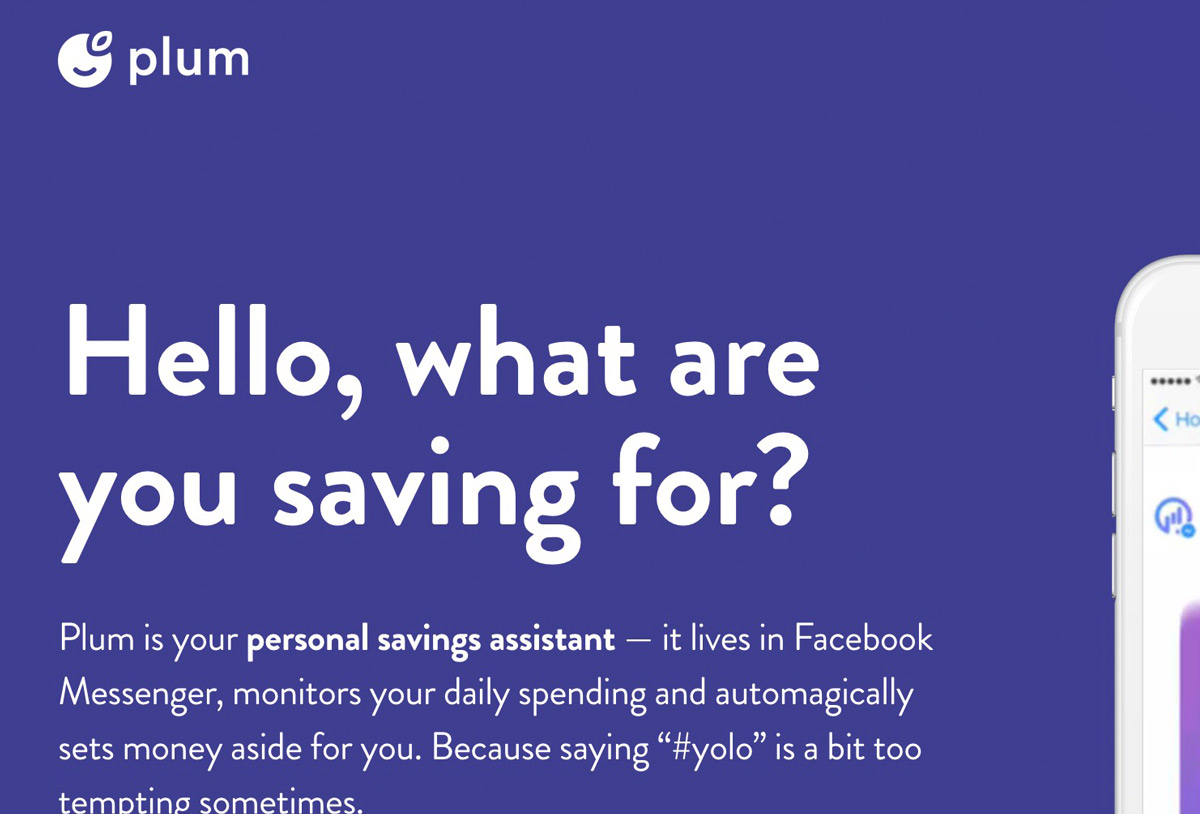 plum
Hello, what are
you saving for?
Plum is your personal savings assistant — it lives in Facebook
Messenger, monitors your daily spending and automagically
sets money aside for you. Because saying “#yolo” is a bit too
tempting sometimes.